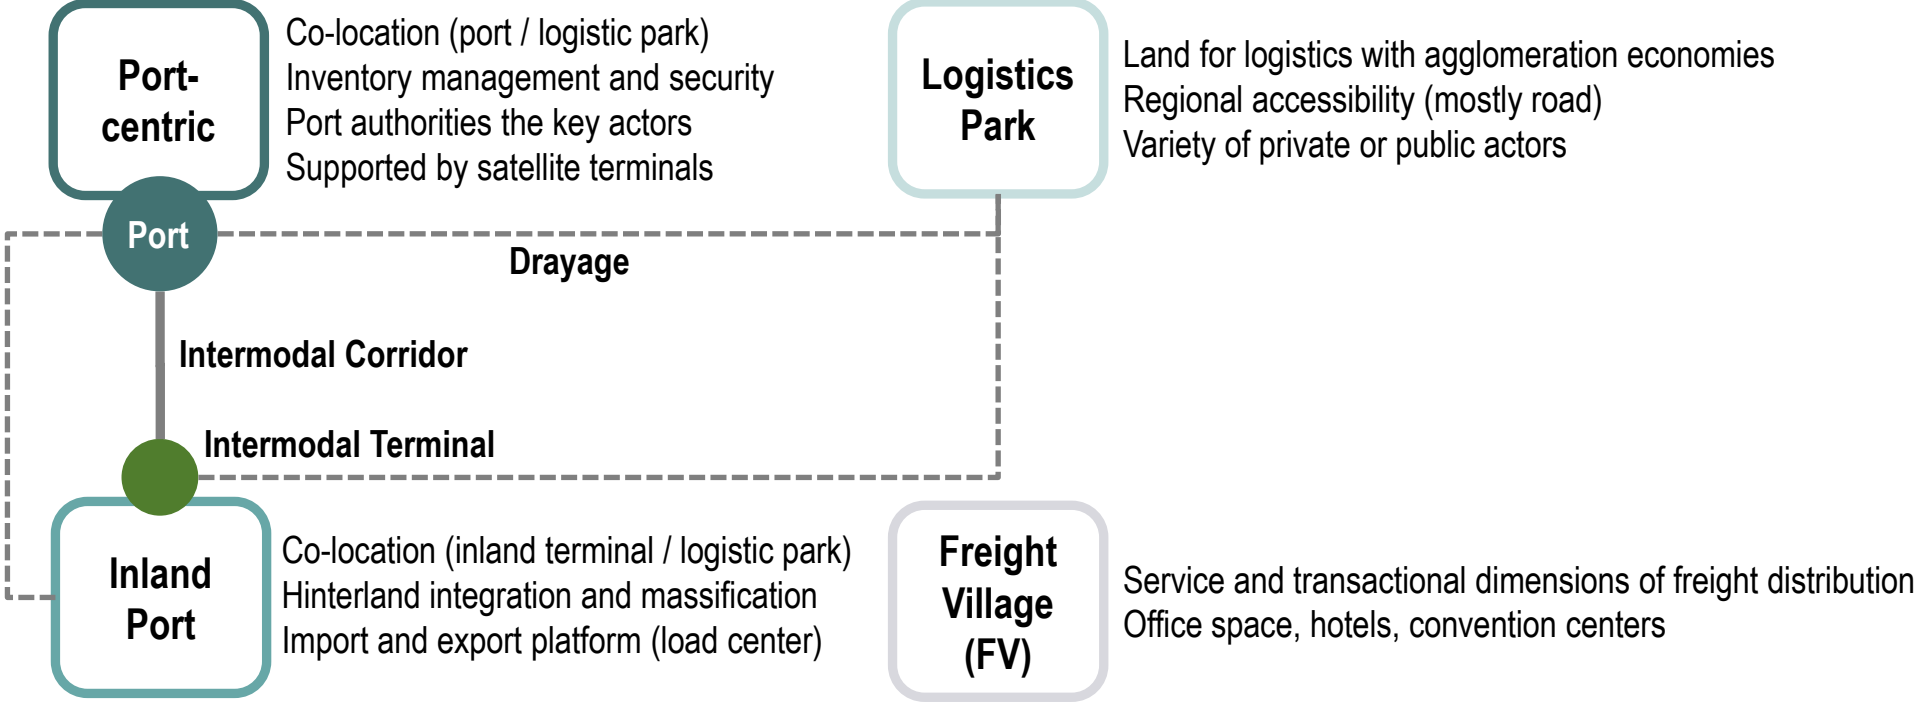 Port-
centric
Co-location (port / logistic park)
Inventory management and security
Port authorities the key actors
Supported by satellite terminals
Logistics
Park
Land for logistics with agglomeration economies
Regional accessibility (mostly road)
Variety of private or public actors
Port
Drayage
Intermodal Corridor
Intermodal Terminal
Inland
Port
Co-location (inland terminal / logistic park)
Hinterland integration and massification
Import and export platform (load center)
Freight
Village
(FV)
Service and transactional dimensions of freight distribution
Office space, hotels, convention centers